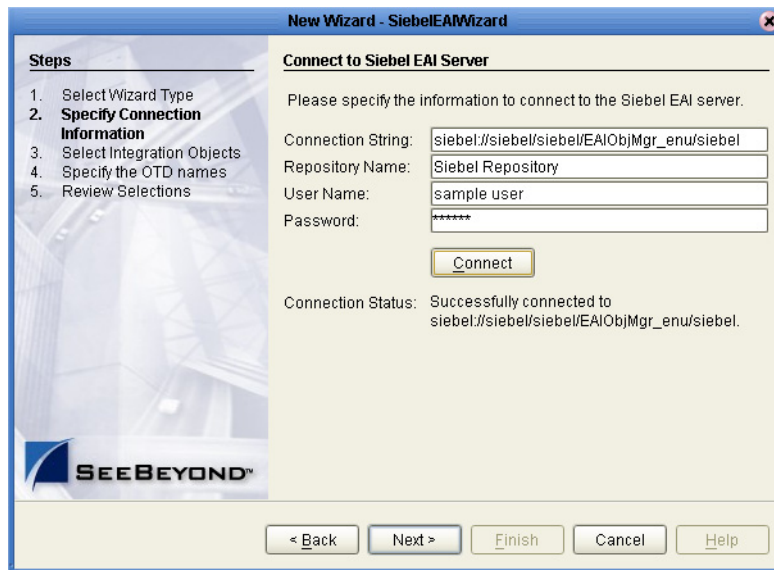 New Wizard - SiebelEAIWizard
Steps
1. Select Wizard Type
2. Specify Connection
Information
3. Select Integration Objects
4. Specify the OTD names
5. Review Selections
SEEBEYOND™
Connect to Siebel EAI Server
Please specify the information to connect to the Siebel EAI server.
Connection String: siebel://siebel/siebel/EAIObjMgr_enu/siebel
Repository Name: Siebel Repository
User Name: sample user
Password: ******
Connect
Connection Status: Successfully connected to
siebel://siebel/siebel/EAIObjMgr_enu/siebel.
< Back Next > Finish Cancel Help